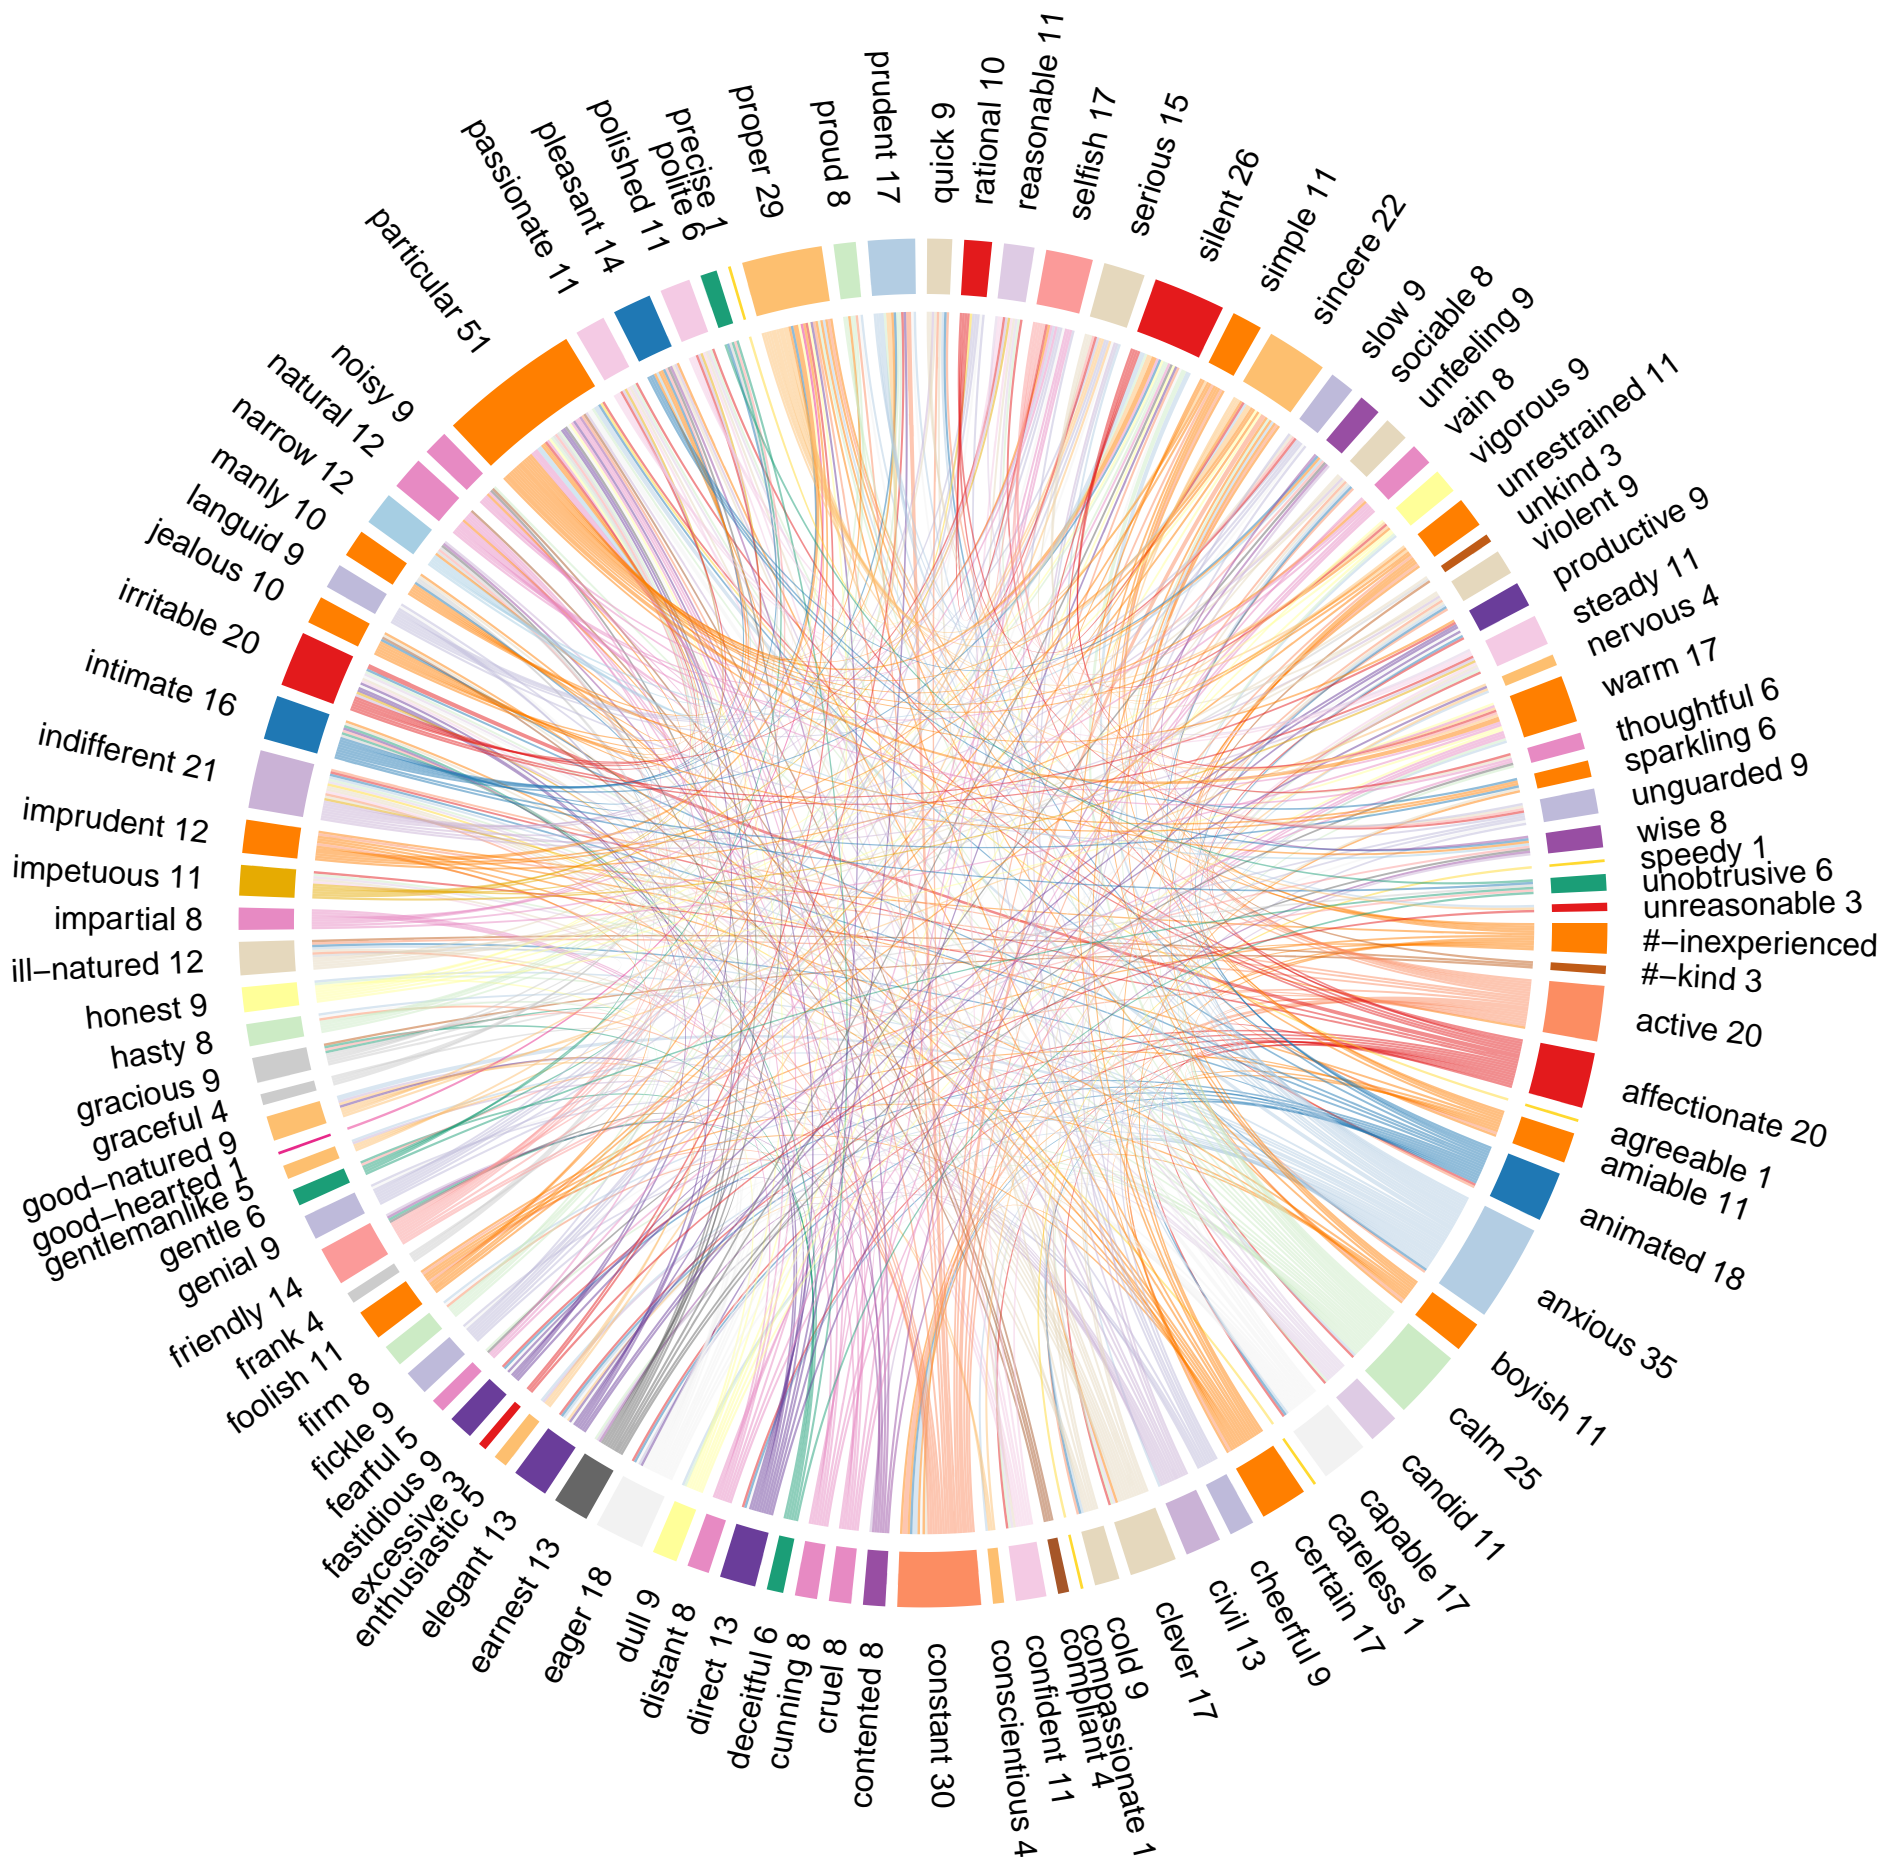 quick 9
rational 10
reasonable 11
selfish 17
serious 15
silent 26
simple 11
sincere 22
slow 9
sociable 8
unfeeling 9
vain 8
vigorous 9
unrestrained 11
unkind 3
violent 9
productive 9
steady 11
nervous 4
warm 17
thoughtful 6
sparkling 6
unguarded 9
wise 8
speedy 1
unobtrusive 6
unreasonable 3
#−inexperienced
#−kind 3
active 20
affectionate 20
agreeable 1
amiable 11
animated 18
anxious 35
boyish 11
calm 25
candid 11
capable 17
careless 1
certain 17
cheerful 9
civil 13
clever 17
cold 9
compassionate 1
compliant 4
confident 11
conscientious 4
constant 30
contented 8
cruel 8
cunning 8
deceitful 6
direct 13
distant 8
dull 9
eager 18
earnest 13
elegant 13
enthusiastic 5
excessive 3
fastidious 9
fearful 5
fickle 9
firm 8
foolish 11
frank 4
friendly 14
genial 9
gentle 6
gentlemanlike 5
good−hearted 1
good−natured 9
graceful 4
gracious 9
hasty 8
honest 9
ill−natured 12
impartial 8
impetuous 11
imprudent 12
indifferent 21
intimate 16
irritable 20
jealous 10
languid 9
manly 10
narrow 12
natural 12
noisy 9
particular 51
passionate 11
pleasant 14
polished 11
polite 6
precise 1
proper 29
proud 8
prudent 17